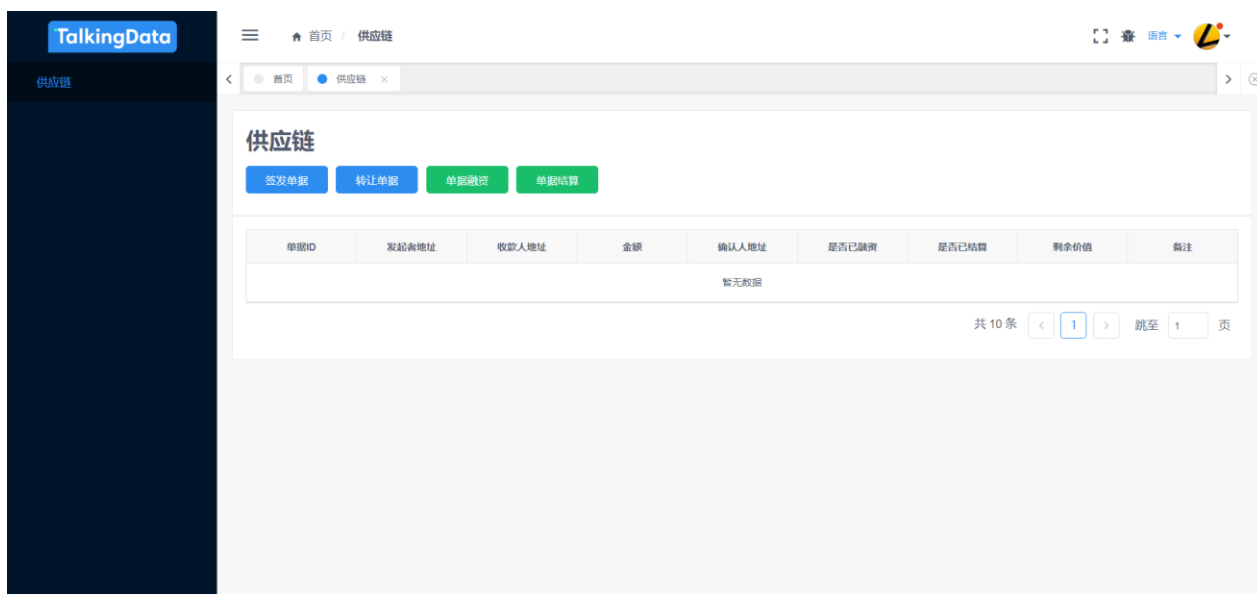 TalkingData
首页 / 供应链
语言
供应链
首页 供应链 ×
供应链
签发单据 转让单据 单据融资 单据结算
单据ID 发起者地址 收款人地址 金额 确认人地址 是否已融资 是否已结算 剩余价值 备注
暂无数据
共 10 条 < 1 > 跳至 1 页